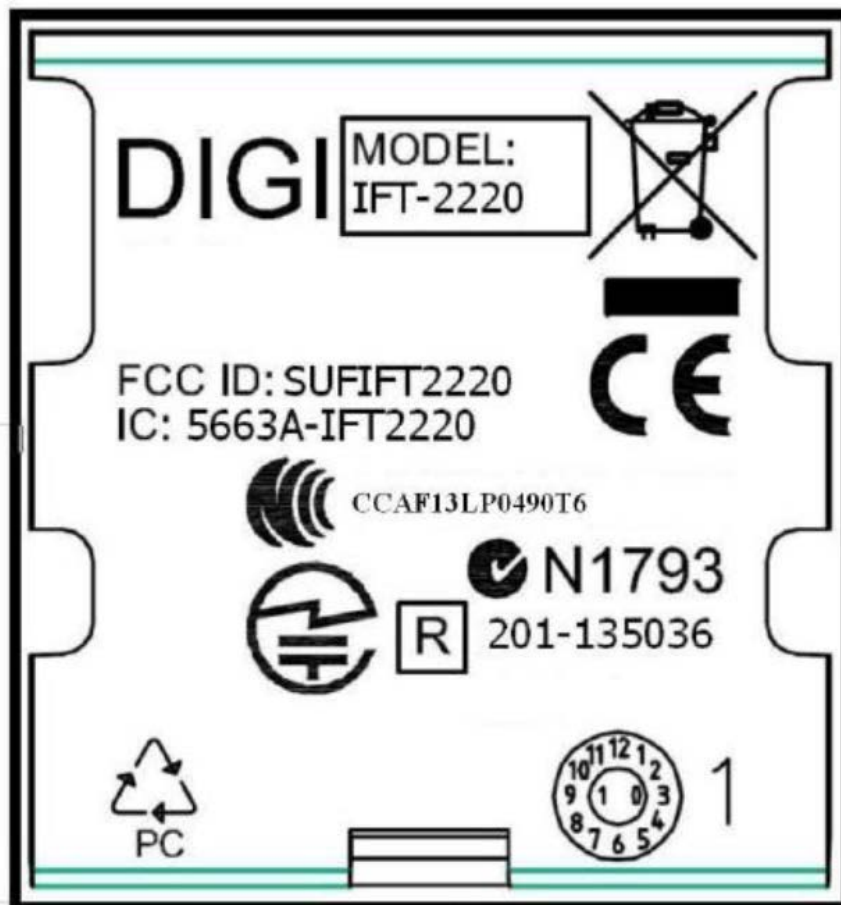 DIGI
MODEL:
IFT-2220
FCC ID: SUFIFT2220
IC: 5663A-IFT2220
CE
CCAF13LP0490T6
N1793
R
201-135036
PC
12 1 2 3 4 5 6 7 8 9 10 11
1 0
1